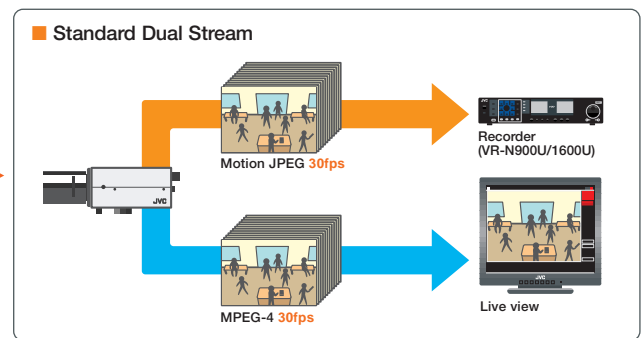 Standard Dual Stream
Motion JPEG 30fps
JVC
Recorder
(VR-N900U/1600U)
JVC
MPEG-4 30fps
JVC
Live view